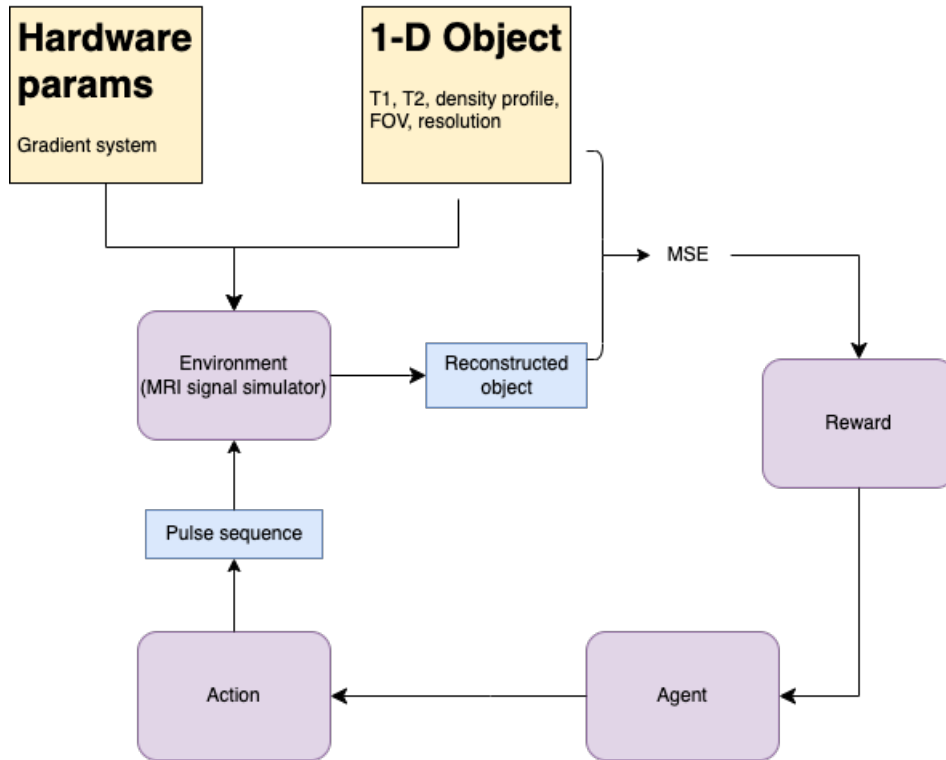 Hardware
params
Gradient system
1-D Object
T1, T2, density profile,
FOV, resolution
MSE
Environment
(MRI signal simulator)
Reconstructed
object
Reward
Pulse sequence
Action
Agent